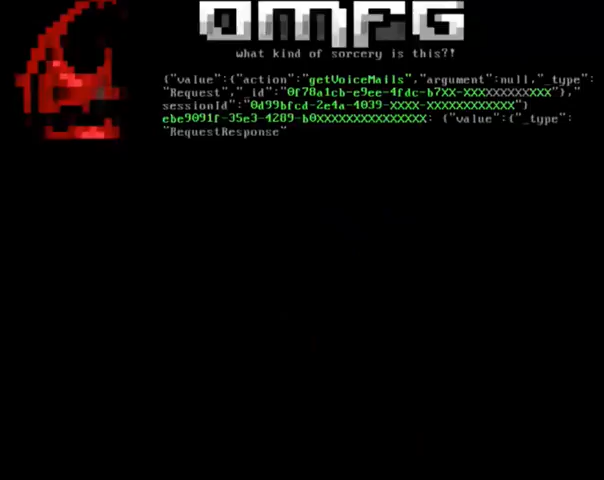 OMFG
what kind of sorcery is this?!
{"value":{"action":"getVoiceMails","argument":null,"_type":
"Request","_id":"0f78a1cb-e9ee-4fdc-b7XX-XXXXXXXXXXXX"},"
sessionId":"0d99bfcd-2e4a-4039-XXXX-XXXXXXXXXXXX"}
ebe9091f-35e3-4289-b0XXXXXXXXXXXXXXX: {"value":{"_type":
"RequestResponse"